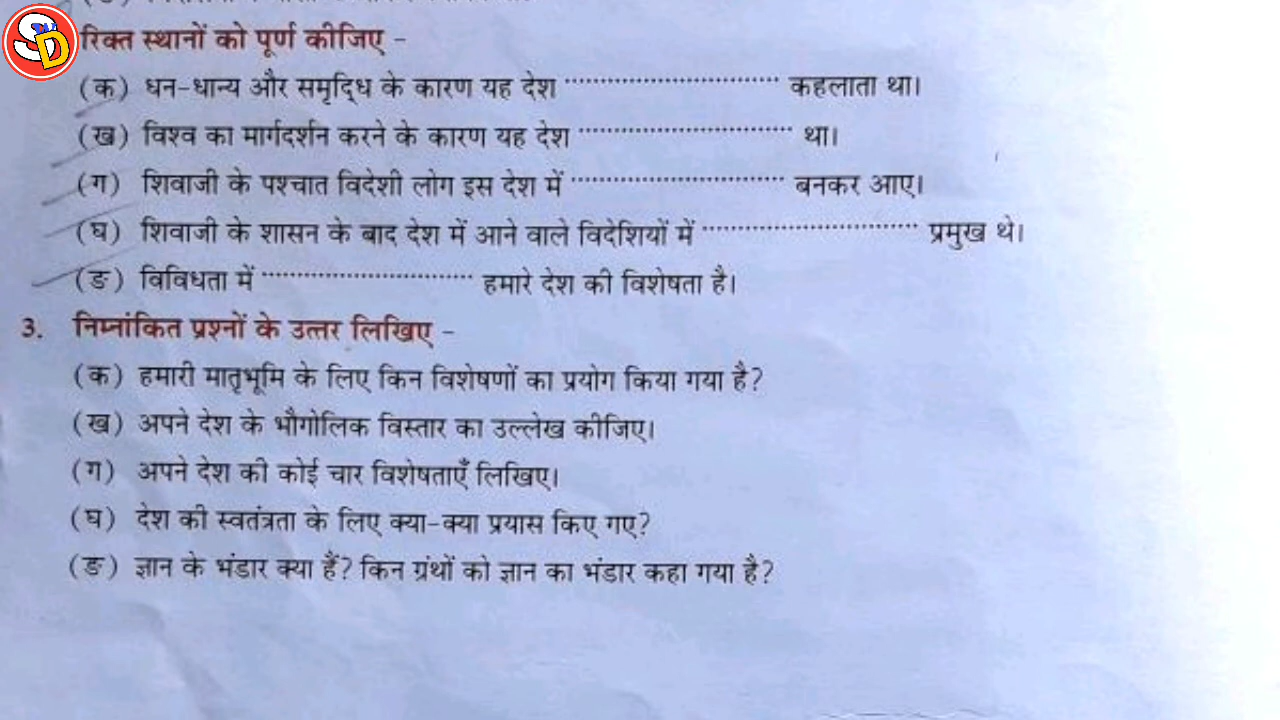 SD
रिक्त स्थानों को पूर्ण कीजिए -
(क) धन-धान्य और समृद्धि के कारण यह देश ............................ कहलाता था।
(ख) विश्व का मार्गदर्शन करने के कारण यह देश ............................ था।
(ग) शिवाजी के पश्चात विदेशी लोग इस देश में ............................ बनकर आए।
(घ) शिवाजी के शासन के बाद देश में आने वाले विदेशियों में ............................ प्रमुख थे।
(ङ) विविधता में ............................ हमारे देश की विशेषता है।
3. निम्नांकित प्रश्नों के उत्तर लिखिए -
(क) हमारी मातृभूमि के लिए किन विशेषणों का प्रयोग किया गया है?
(ख) अपने देश के भौगोलिक विस्तार का उल्लेख कीजिए।
(ग) अपने देश की कोई चार विशेषताएँ लिखिए।
(घ) देश की स्वतंत्रता के लिए क्या-क्या प्रयास किए गए?
(ङ) ज्ञान के भंडार क्या हैं? किन ग्रंथों को ज्ञान का भंडार कहा गया है?